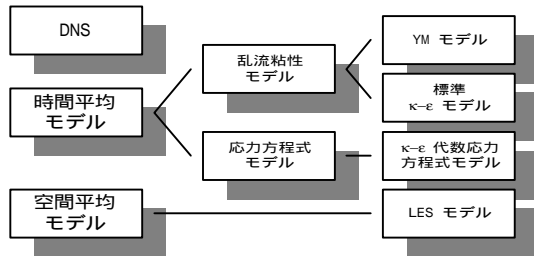 DNS
時間平均
モデル
空間平均
モデル
乱流粘性
モデル
応力方程式
モデル
YM モデル
標準
κ−ε モデル
κ−ε 代数応力
方程式モデル
LES モデル